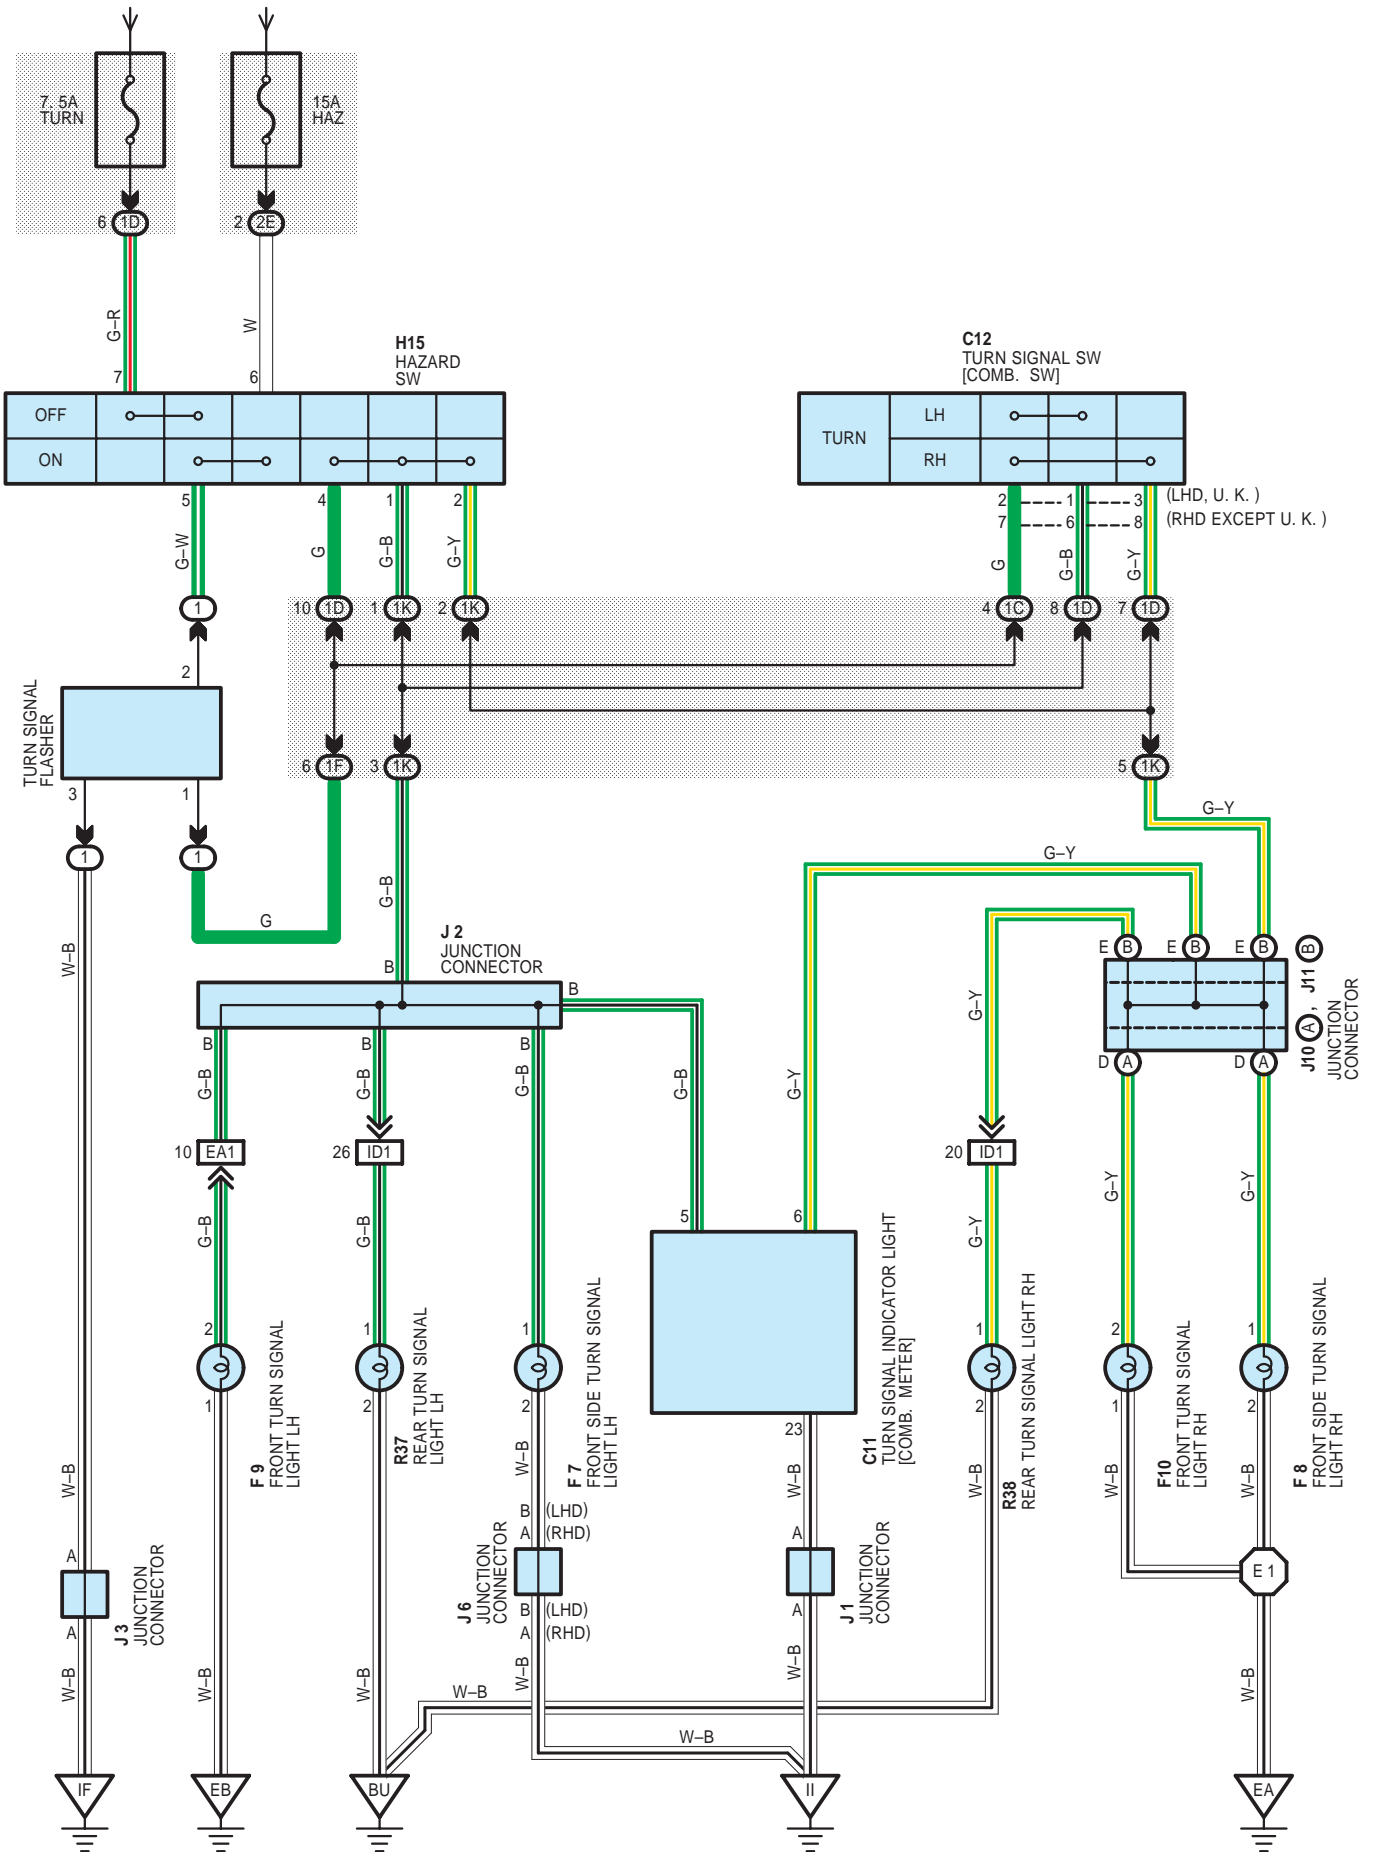 7. 5A
TURN
15A
HAZ
6 1D
2 2E
G–R
W
7
6
H15
HAZARD
SW
C12
TURN SIGNAL SW
[COMB. SW]
OFF
ON
TURN
LH
RH
5
4
1
2
2 1 3 (LHD, U. K. )
7 6 8 (RHD EXCEPT U. K. )
G–W
G
G–B
G–Y
G
G–B
G–Y
1
10 1D
1 1K
2 1K
4 1C
8 1D
7 1D
2
TURN SIGNAL
FLASHER
3
1
6 1F
3 1K
5 1K
1
1
G–Y
G–Y
G
G–B
W–B
J 2
JUNCTION
CONNECTOR
B
B
E B
E B
E B
J10 A , J11 B
JUNCTION
CONNECTOR
G–Y
B
B
B
G–B
G–B
G–B
G–B
G–Y
D A
D A
10 EA1
26 ID1
20 ID1
G–B
G–B
G–Y
G–Y
G–Y
5
6
2
1
1
1
2
1
1
2
2
23
2
1
2
F 9
FRONT TURN SIGNAL
LIGHT LH
R37
REAR TURN SIGNAL
LIGHT LH
F 7
FRONT SIDE TURN SIGNAL
LIGHT LH
C11
TURN SIGNAL INDICATOR LIGHT
[COMB. METER]
R38
REAR TURN SIGNAL LIGHT RH
F10
FRONT TURN SIGNAL
LIGHT RH
F 8
FRONT SIDE TURN SIGNAL
LIGHT RH
W–B
W–B
W–B
W–B
W–B
W–B
B (LHD)
A (RHD)
A
A
J 3
JUNCTION
CONNECTOR
J 6
JUNCTION
CONNECTOR
J 1
JUNCTION
CONNECTOR
E 1
A
B (LHD)
A (RHD)
A
W–B
W–B
W–B
W–B
W–B
W–B
W–B
W–B
IF
EB
BU
II
EA